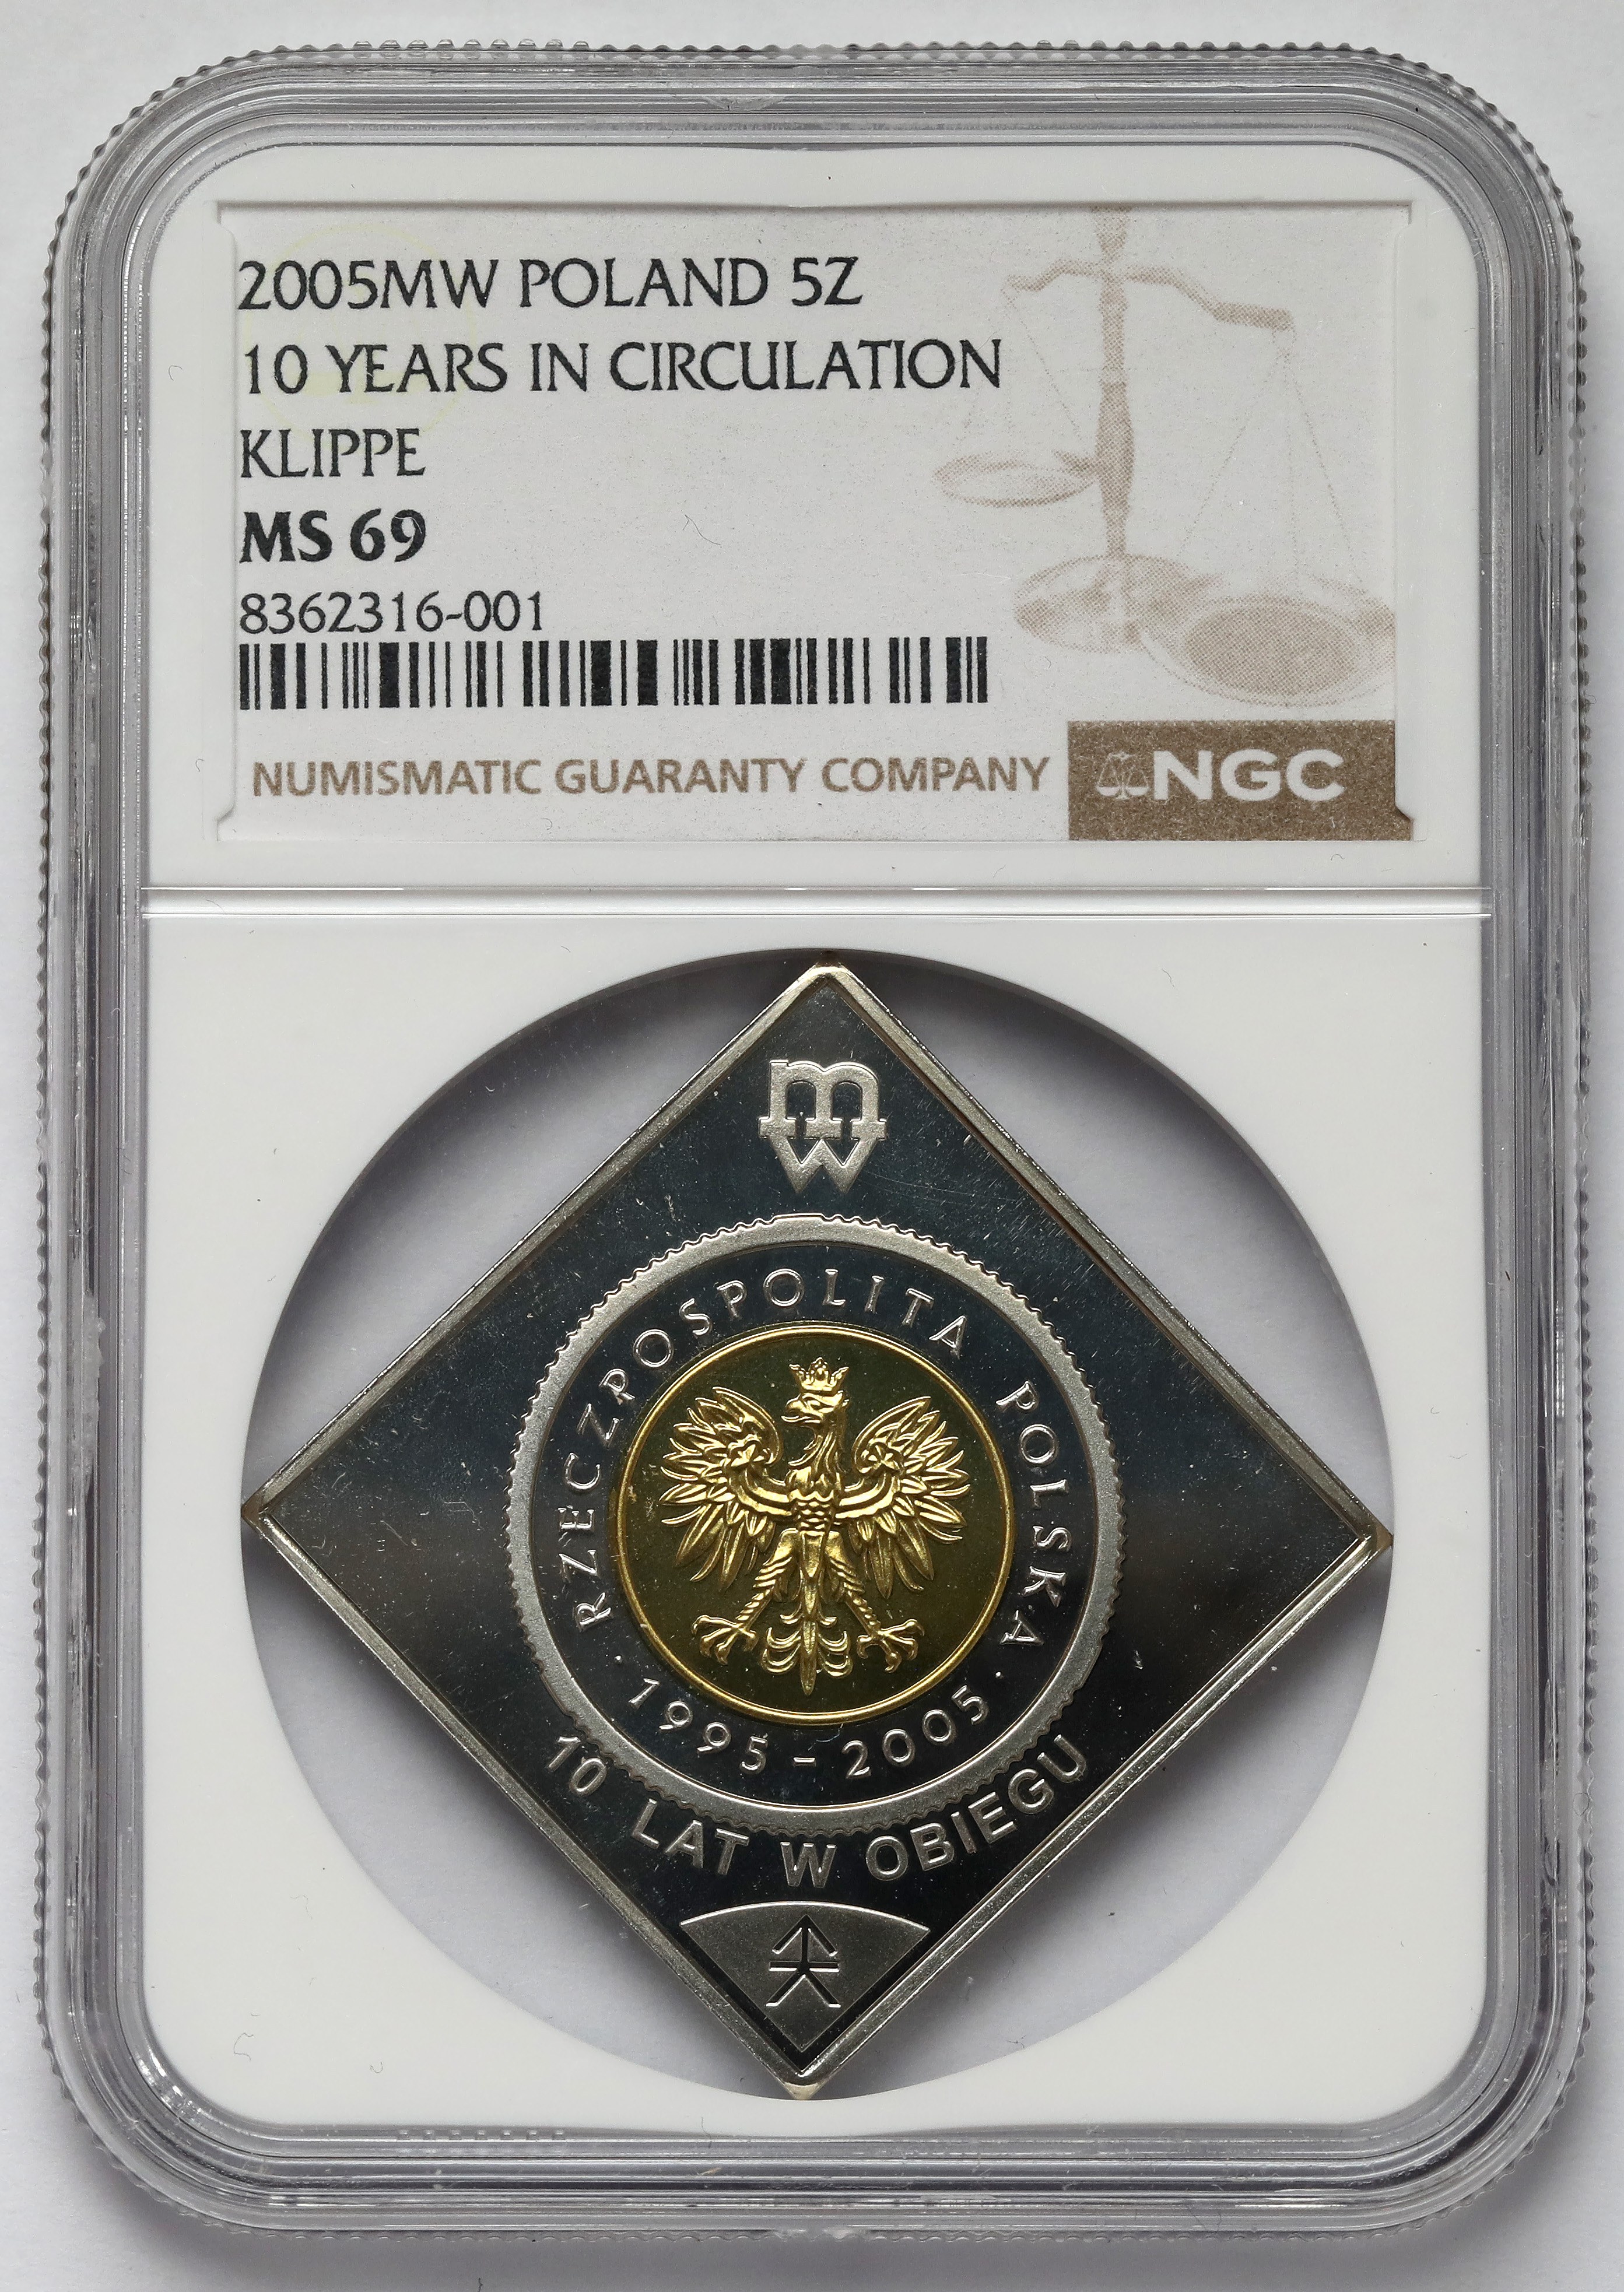 2005MW POLAND 5Z
10 YEARS IN CIRCULATION
KLIPPE
MS 69
8362316-001
NUMISMATIC GUARANTY COMPANY
NGC
mw
RZECZPOSPOLITA POLSKA
· 1995 – 2005 ·
10 LAT W OBIEGU